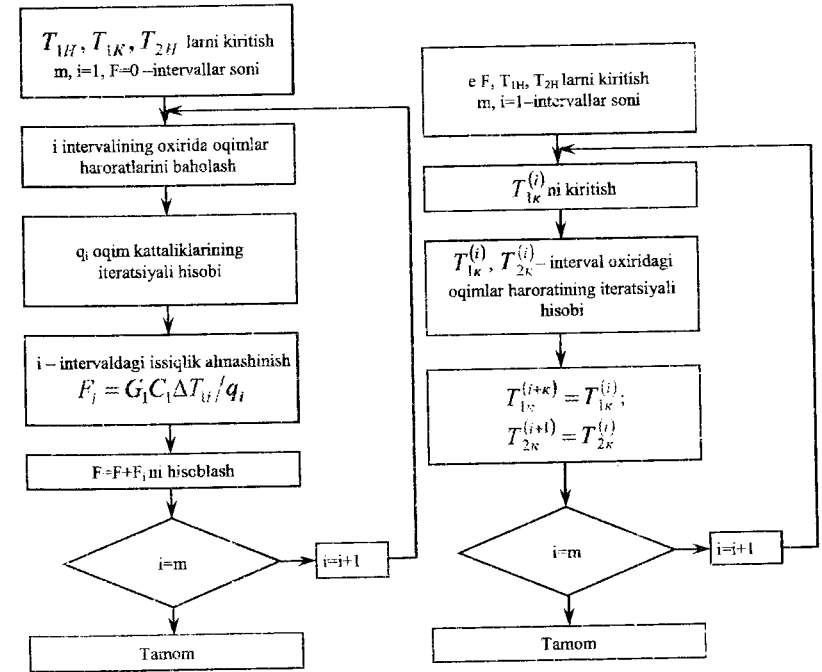 T₁H, T₁K, T₂H larni kiritish
m, i=1, F=0 –intervallar soni
i intervalining oxirida oqimlar
haroratlarini baholash
qᵢ oqim kattaliklarining
iteratsiyali hisobi
i – intervaldagi issiqlik almashinish
Fᵢ = G₁C₁ΔT₁ᵢ/qᵢ
F=F+Fᵢ ni hisoblash
i=m
i=i+1
Tamom
e F, T₁H, T₂H larni kiritish
m, i=1–intervallar soni
T₁ₖ⁽ⁱ⁾ ni kiritish
T₁ₖ⁽ⁱ⁾, T₂ₖ⁽ⁱ⁾ – interval oxiridagi
oqimlar haroratining iteratsiyali
hisobi
T₁ₖ⁽ⁱ⁺ᴷ⁾ = T₁ₖ⁽ⁱ⁾;
T₂ₖ⁽ⁱ⁺¹⁾ = T₂ₖ⁽ⁱ⁾
i=m
i=i+1
Tamom